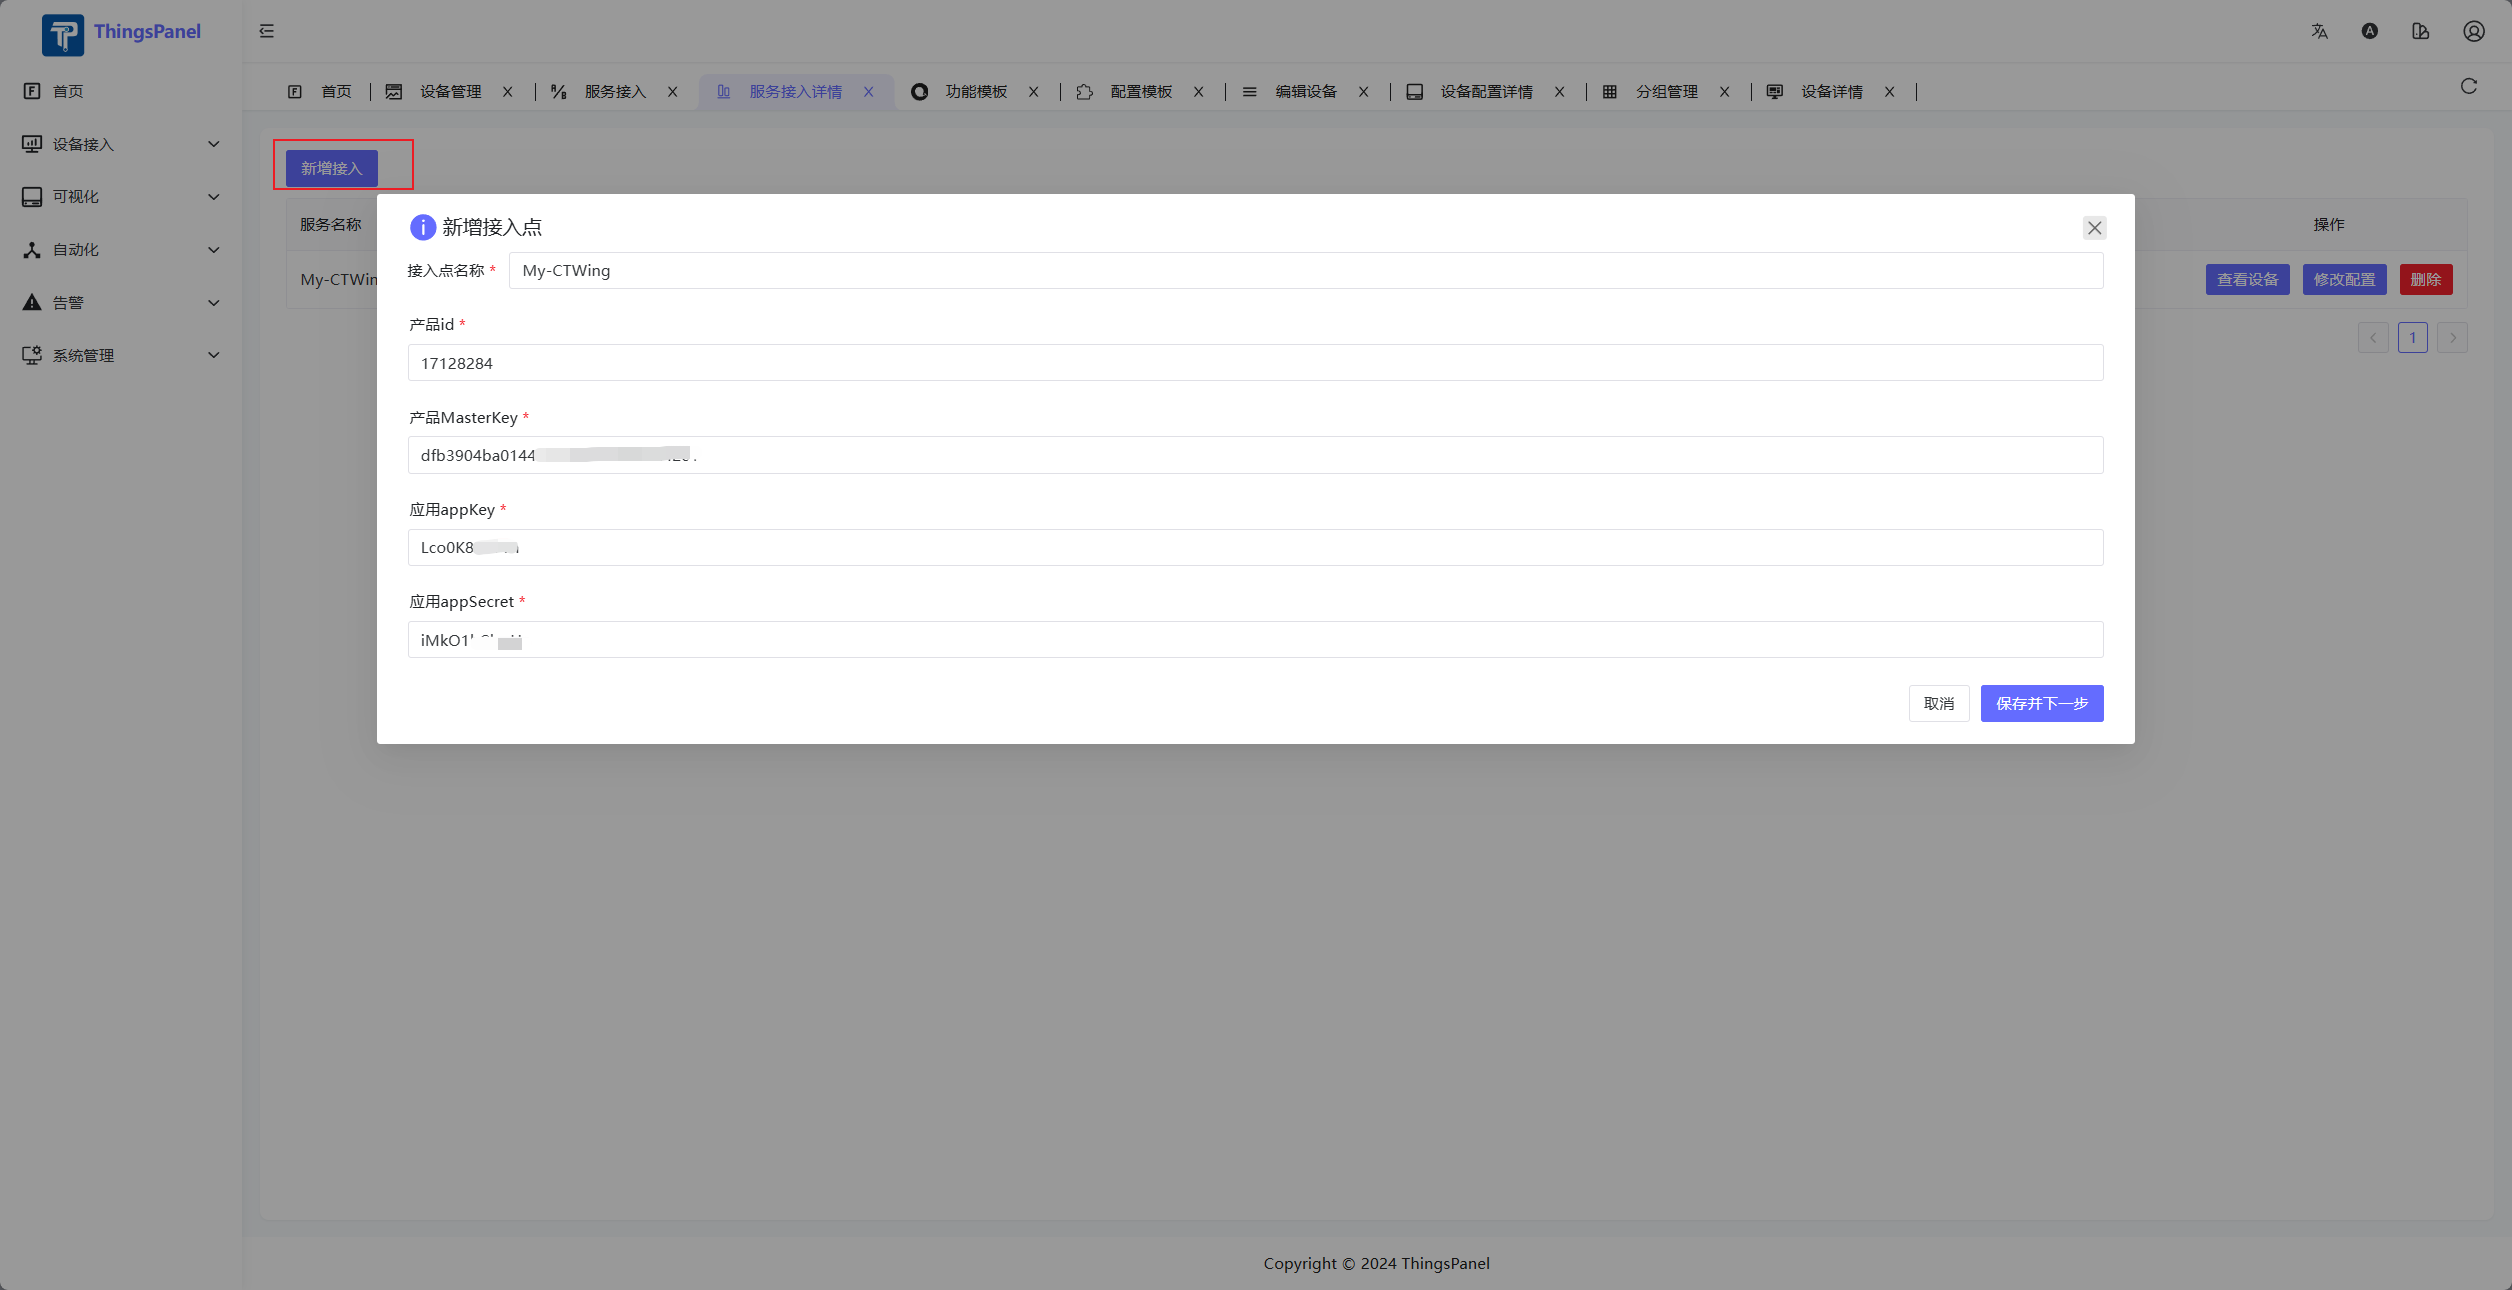 ThingsPanel
首页
设备接入
可视化
自动化
告警
系统管理
首页 设备管理 X 服务接入 X 服务接入详情 X 功能模板 X 配置模板 X 编辑设备 X 设备配置详情 X 分组管理 X 设备详情 X
新增接入
服务名称 操作
My-CTWin 查看设备 修改配置 删除
1
新增接入点
接入点名称 * My-CTWing
产品id *
17128284
产品MasterKey *
dfb3904ba0144
应用appKey *
Lco0K8
应用appSecret *
iMkO1
取消 保存并下一步
Copyright © 2024 ThingsPanel